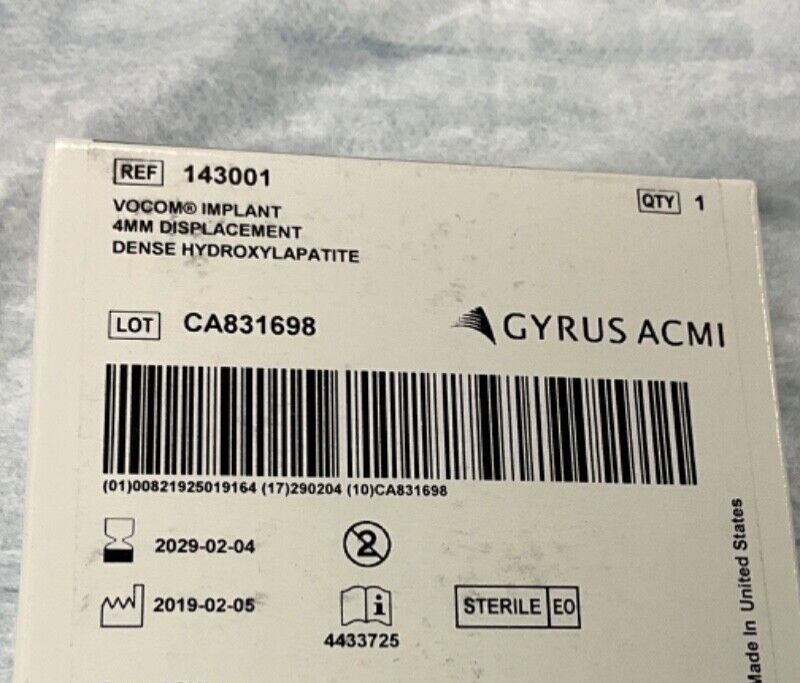 REF 143001
QTY 1
VOCOM® IMPLANT
4MM DISPLACEMENT
DENSE HYDROXYLAPATITE
LOT CA831698
GYRUS ACMI
(01)00821925019164 (17)290204 (10)CA831698
2029-02-04
2
2019-02-05
i
STERILE EO
4433725
Made In United States